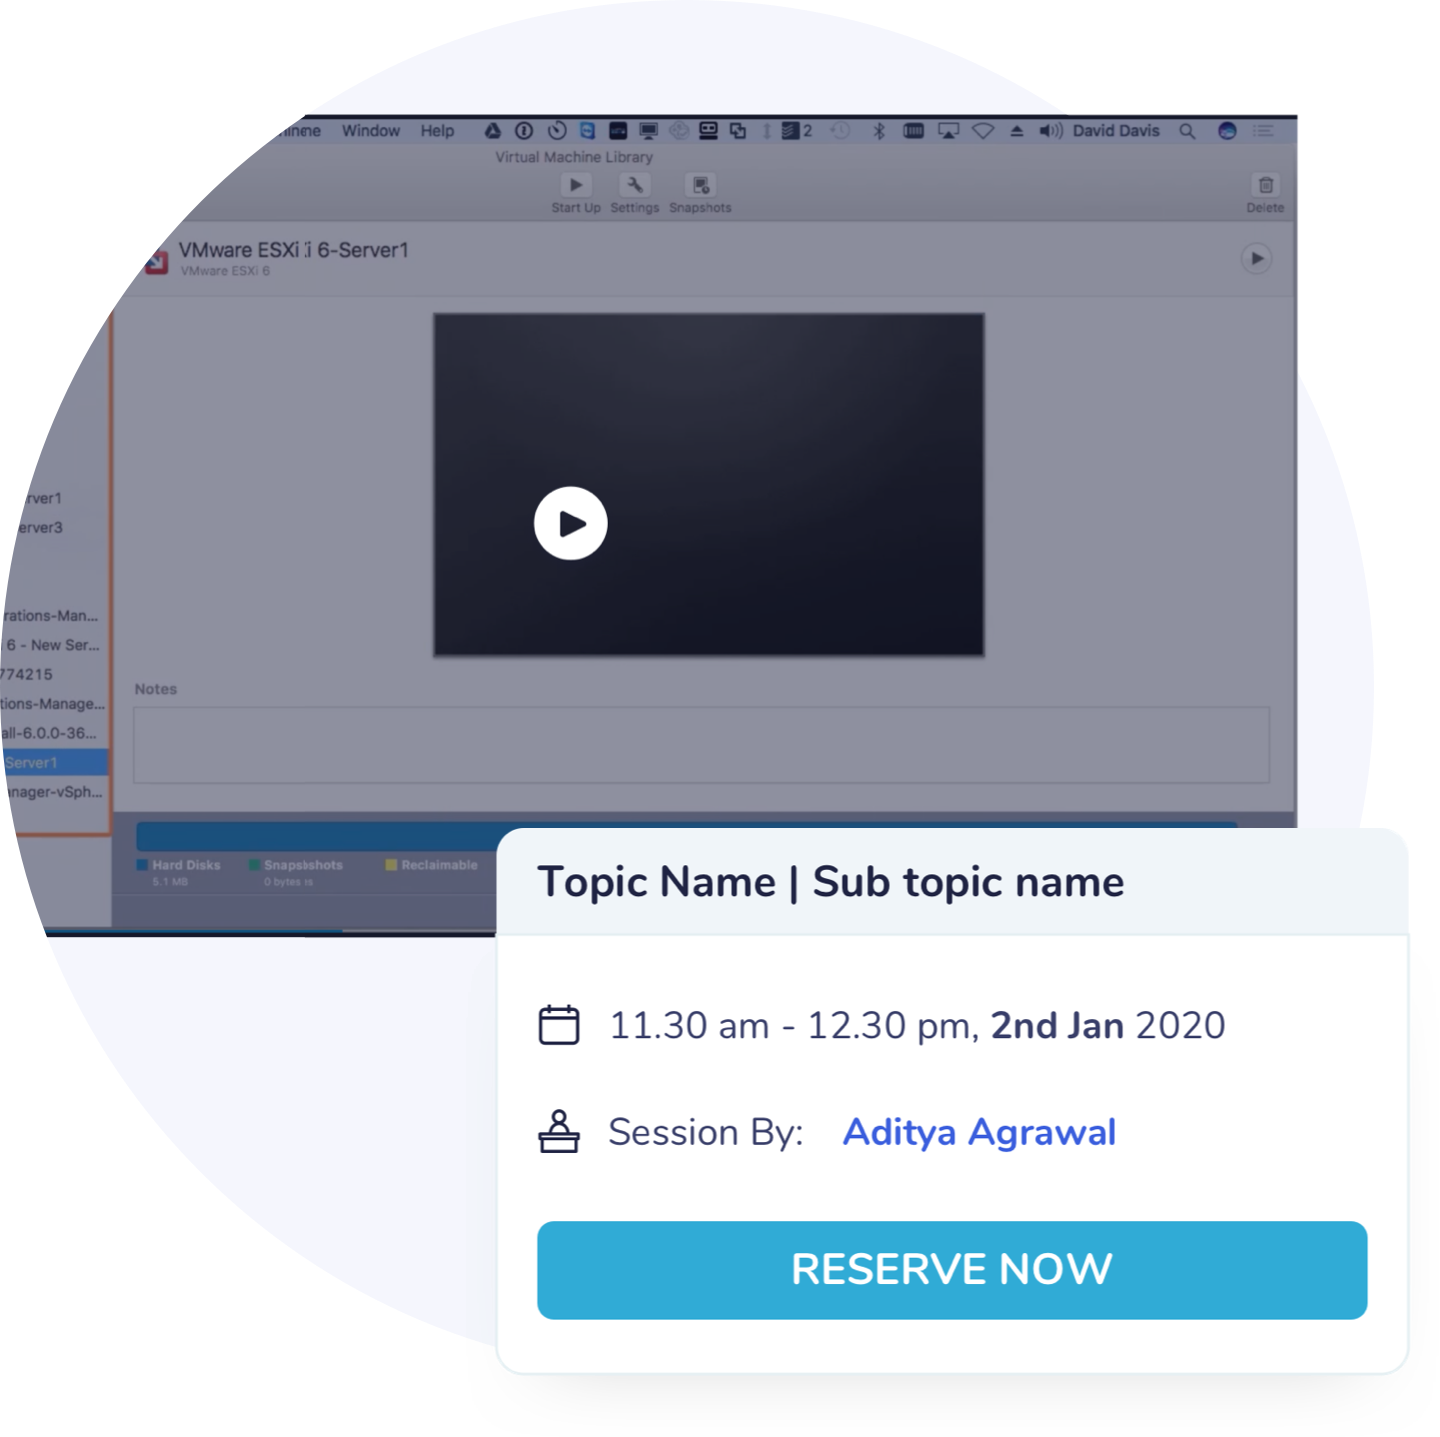 Window Help 2 David Davis
Virtual Machine Library
Start Up Settings Snapshots Delete
VMware ESXi :i 6-Server1
VMware ESXi 6
rver1
erver3
rations-Man...
6 - New Ser...
774215
tions-Manage...
all-6.0.0-36...
Server1
anager-vSph...
Notes
Hard Disks Snapshots Reclaimable
5.1 MB 0 bytes
Topic Name | Sub topic name
11.30 am - 12.30 pm, 2nd Jan 2020
Session By: Aditya Agrawal
RESERVE NOW